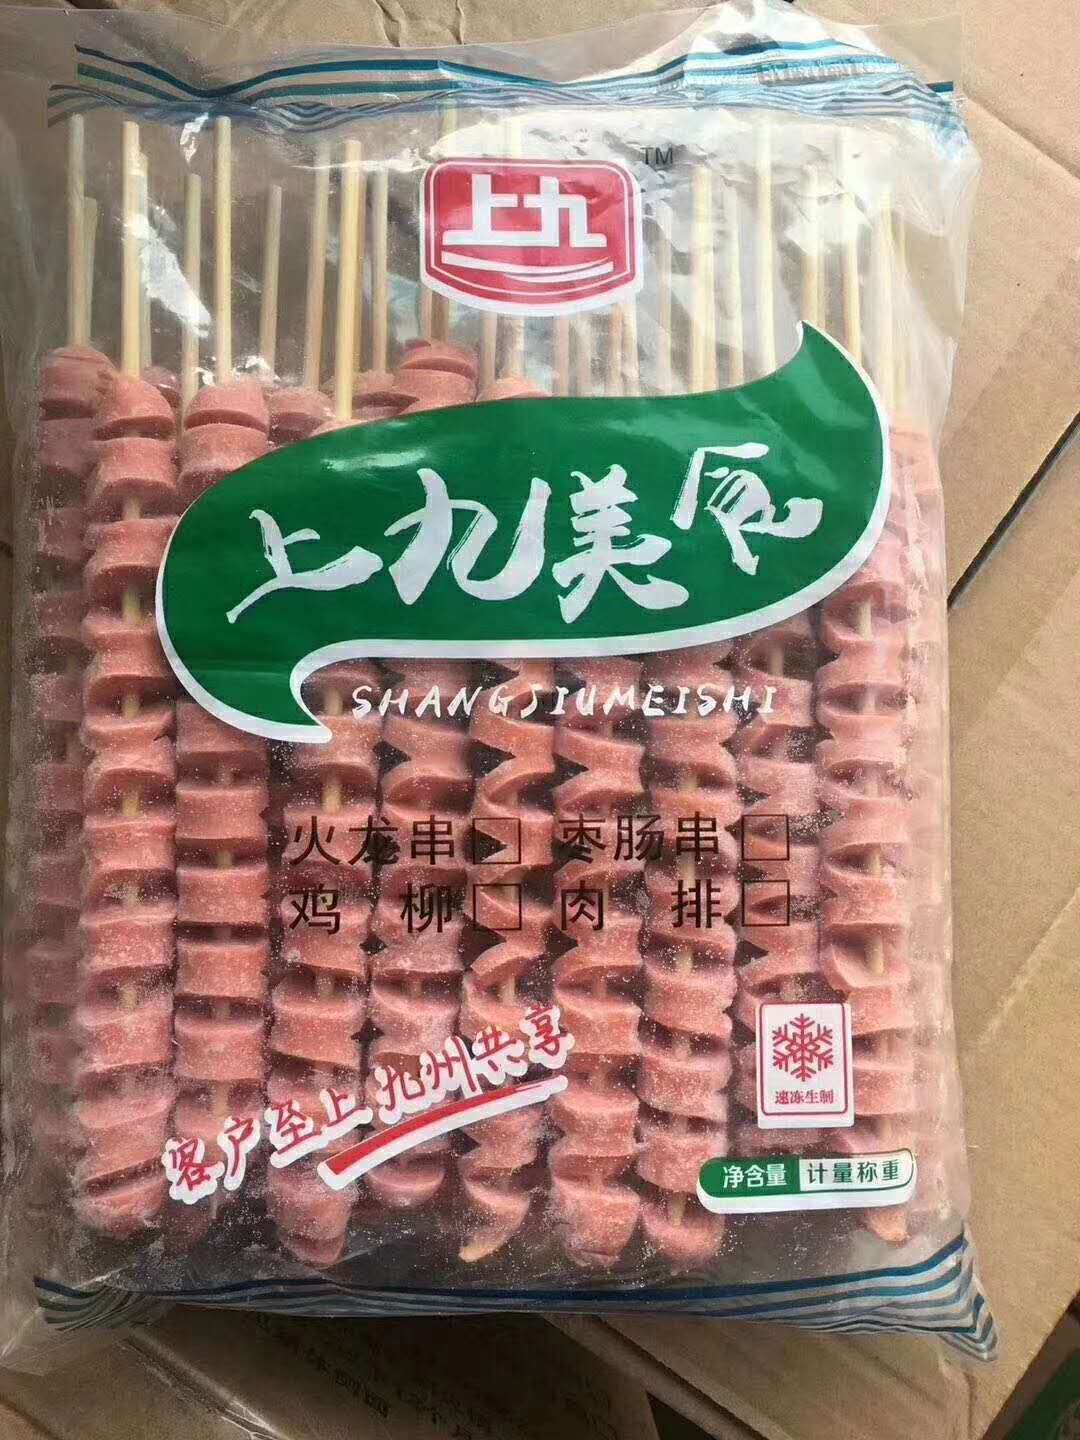 上九
TM
上九美食
SHANGJIUMEISHI
火龙串□ 枣肠串□
鸡柳□ 肉排□
客户至上 九州共享
速冻生制
净含量 计量称重